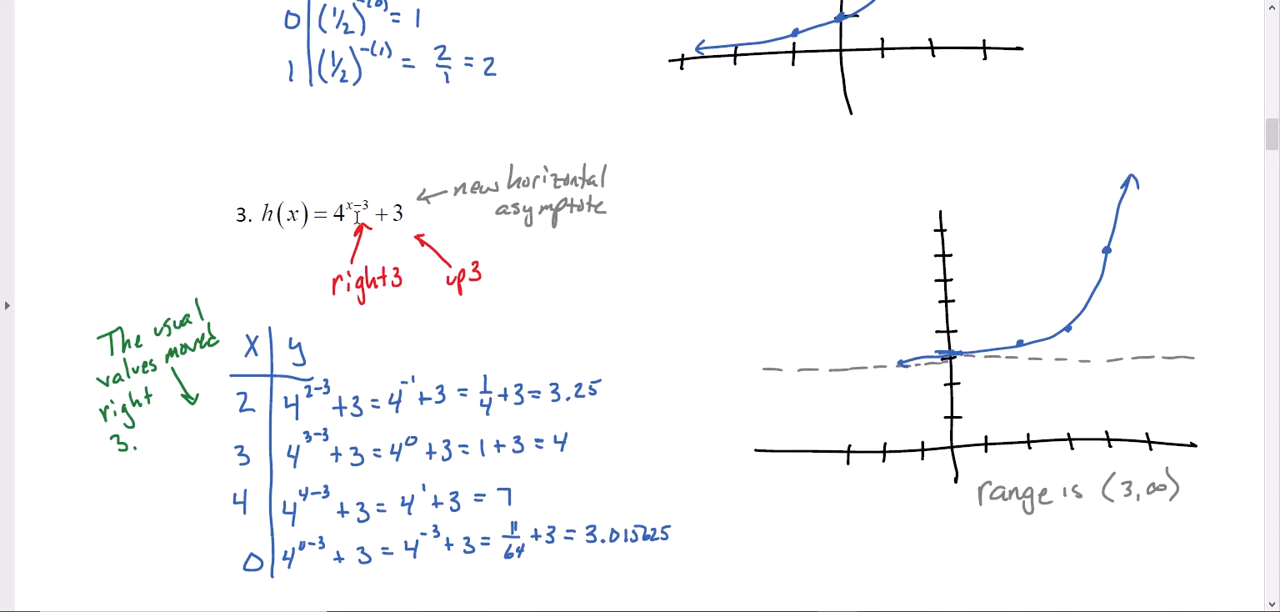 0 | (1/2)^-(0) = 1
1 | (1/2)^-(1) = 2/1 = 2
3. h(x) = 4^(x-3) + 3
← new horizontal
asymptote
right 3
up 3
The usual
values moved
right
3.
x | y
2 | 4^(2-3) + 3 = 4^-1 + 3 = 1/4 + 3 = 3.25
3 | 4^(3-3) + 3 = 4^0 + 3 = 1 + 3 = 4
4 | 4^(4-3) + 3 = 4^1 + 3 = 7
0 | 4^(0-3) + 3 = 4^-3 + 3 = 1/64 + 3 = 3.015625
range is (3, ∞)